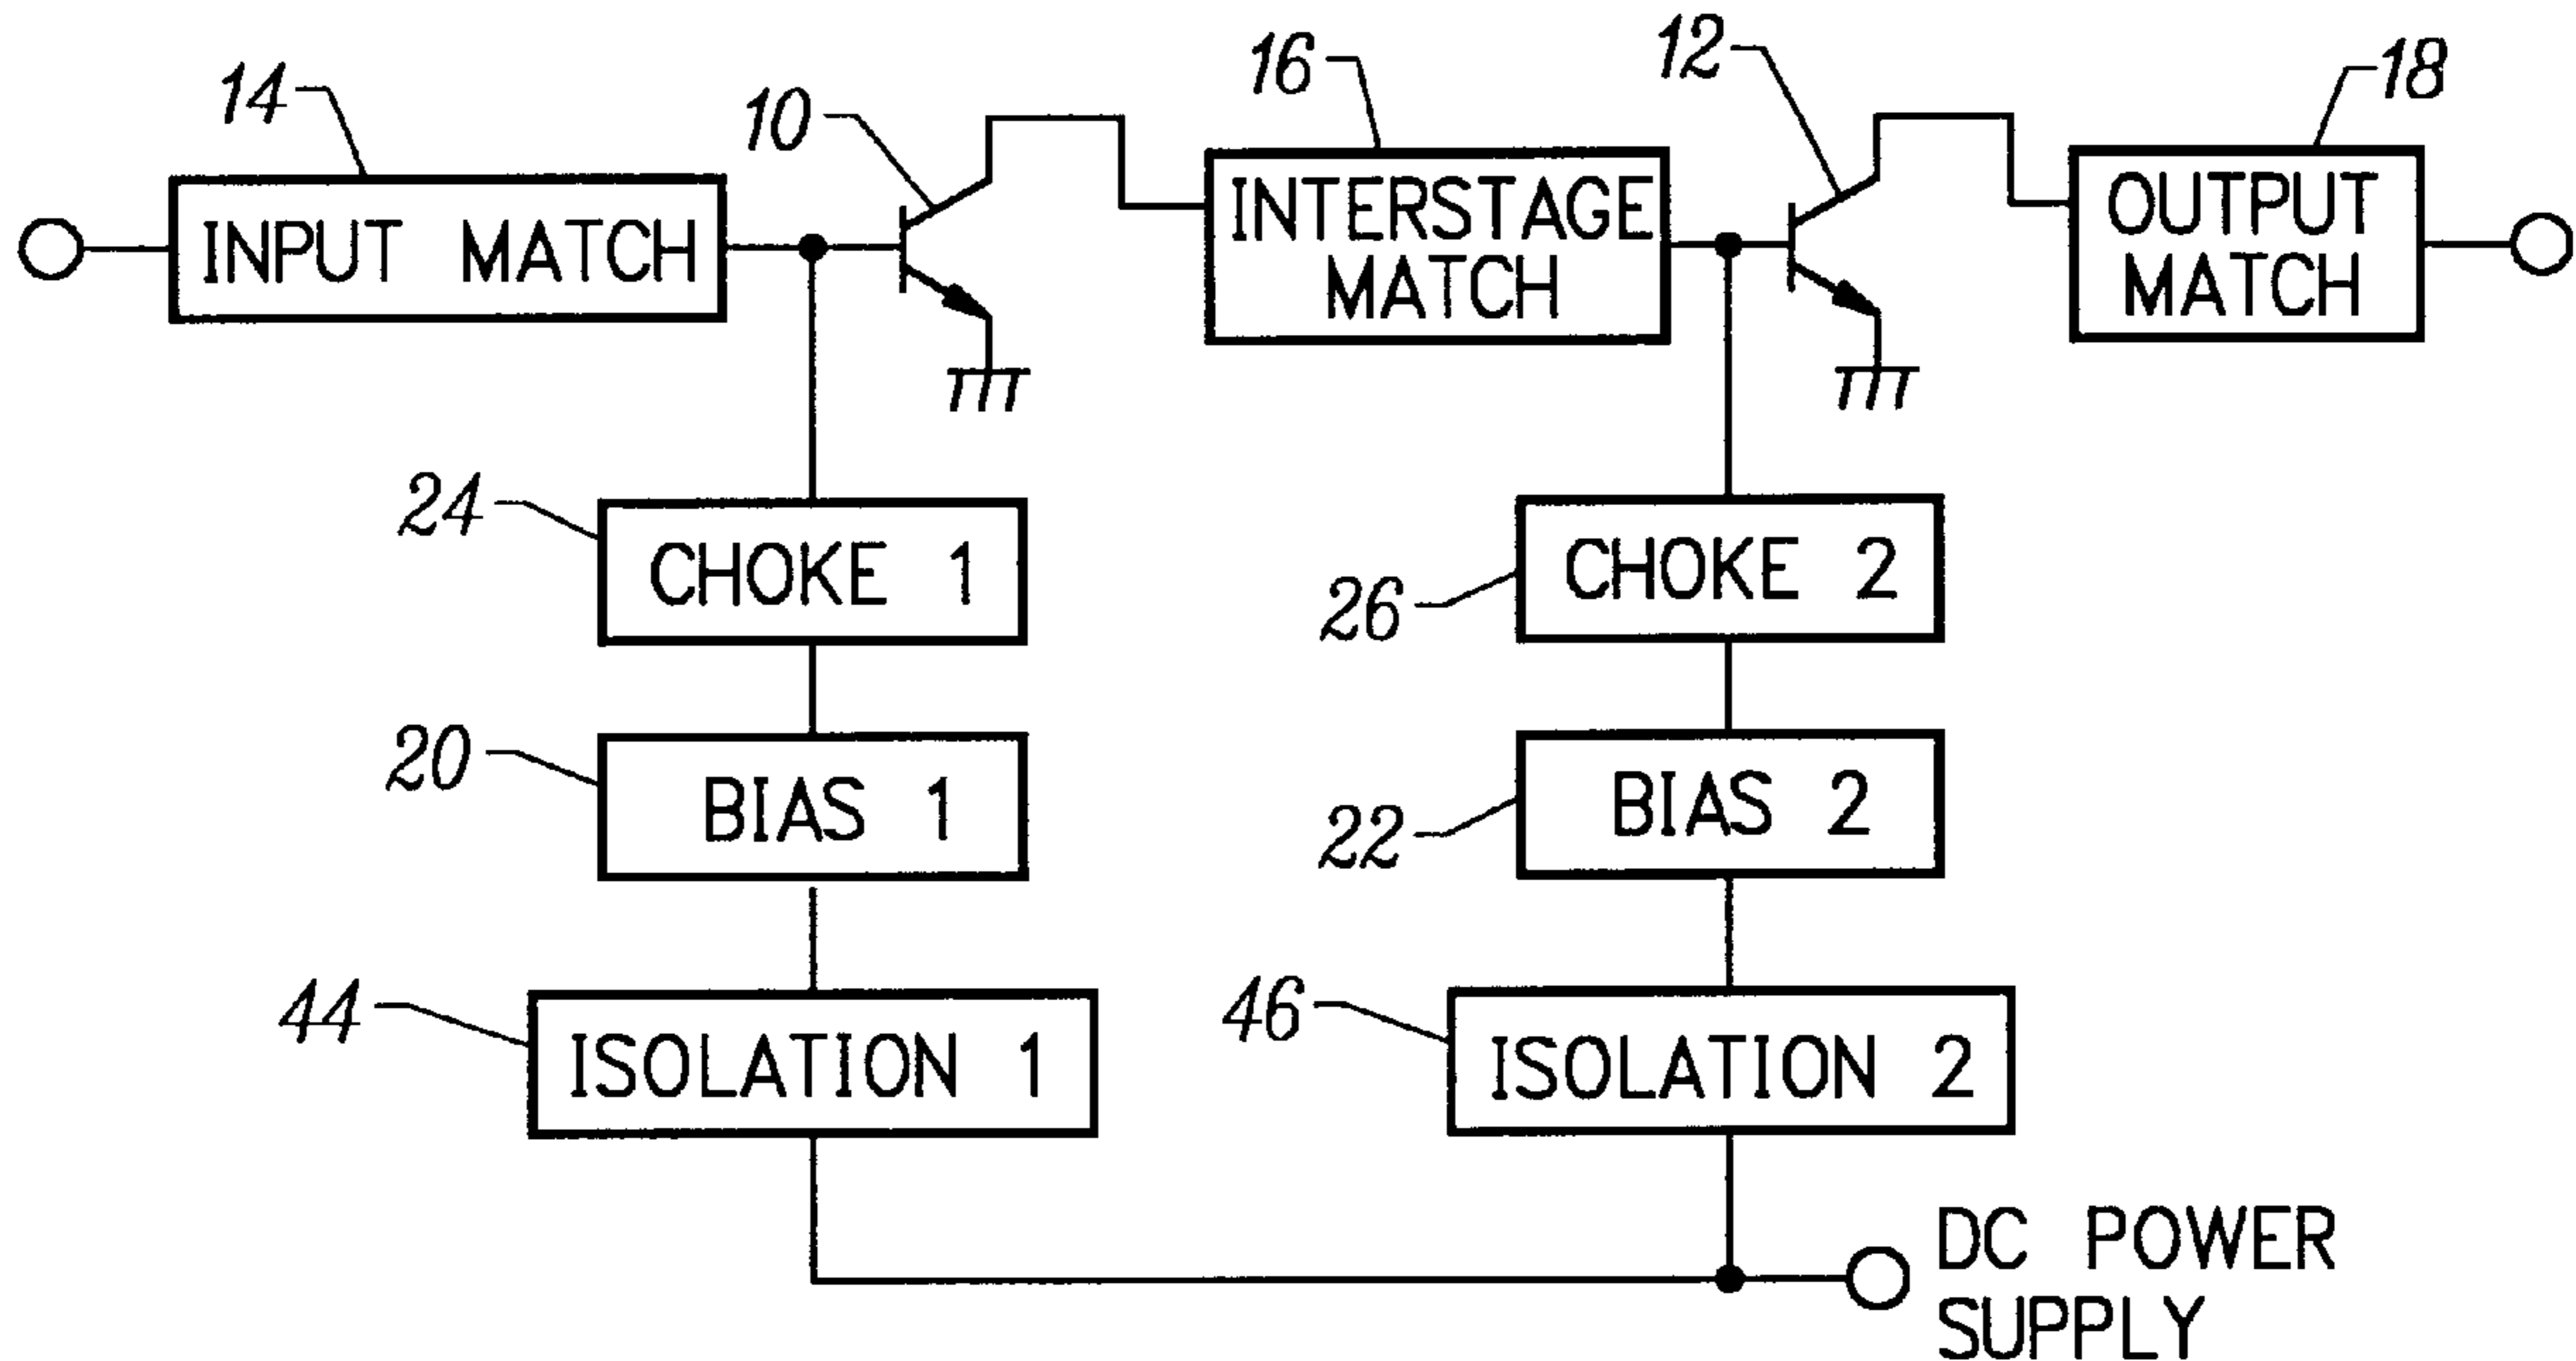 14
10
16
12
18
INPUT MATCH
INTERSTAGE
MATCH
OUTPUT
MATCH
24
CHOKE 1
26
CHOKE 2
20
BIAS 1
22
BIAS 2
44
ISOLATION 1
46
ISOLATION 2
DC POWER
SUPPLY